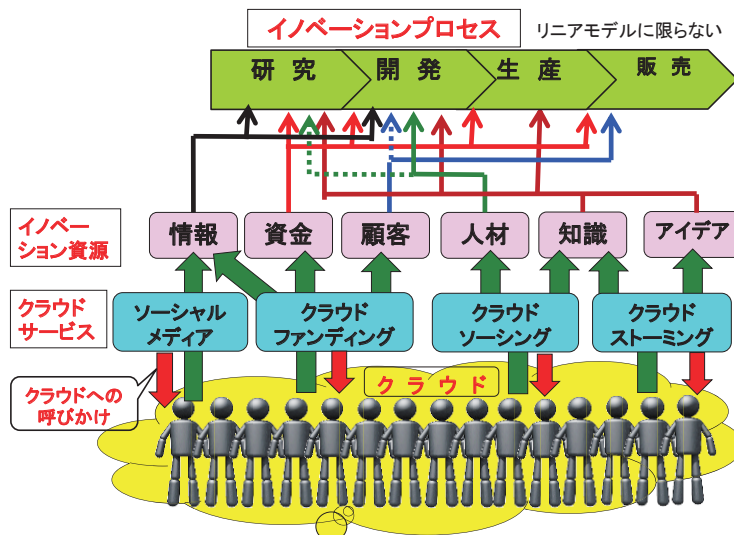 イノベーションプロセス
リニアモデルに限らない
研究
開発
生産
販売
イノベー
ション資源
情報
資金
顧客
人材
知識
アイデア
クラウド
サービス
ソーシャル
メディア
クラウド
ファンディング
クラウド
ソーシング
クラウド
ストーミング
クラウドへの
呼びかけ
クラウド